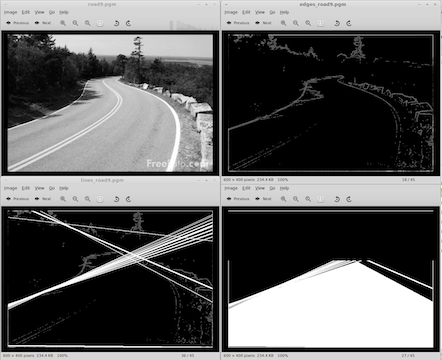 road9.pgm
Image Edit View Go Help
Previous Next
FreeFoto.com
edges_road9.pgm
Image Edit View Go Help
Previous Next
600 × 400 pixels 234.4 KB 100%
18 / 45
lines_road9.pgm
Image Edit View Go Help
Previous Next
600 × 400 pixels 234.4 KB 100%
36 / 45
Image Edit View Go Help
Previous Next
600 × 400 pixels 234.4 KB 100%
27 / 45